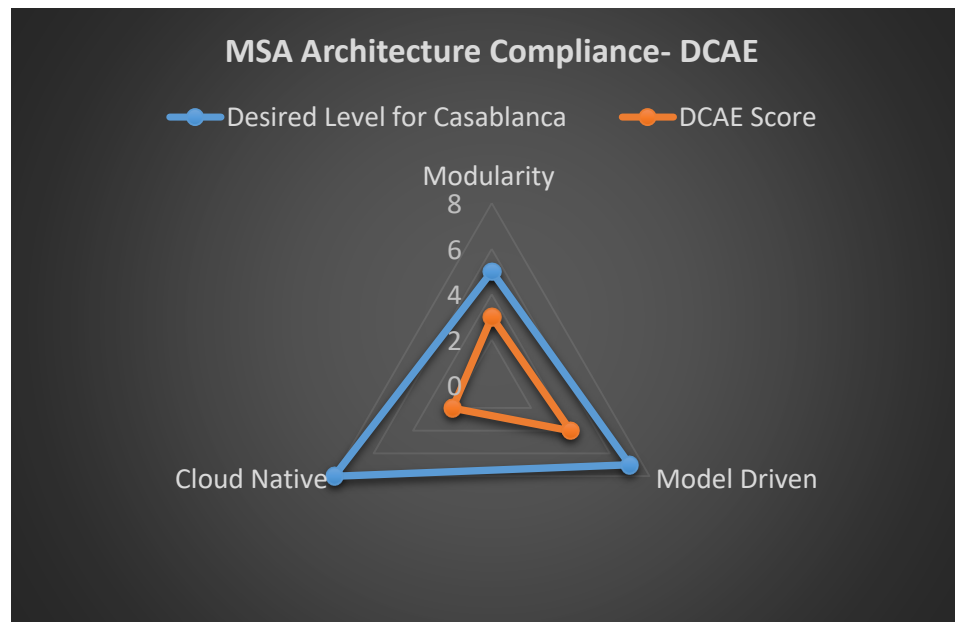 MSA Architecture Compliance- DCAE
Desired Level for Casablanca
DCAE Score
Modularity
8
6
4
2
0
Cloud Native
Model Driven